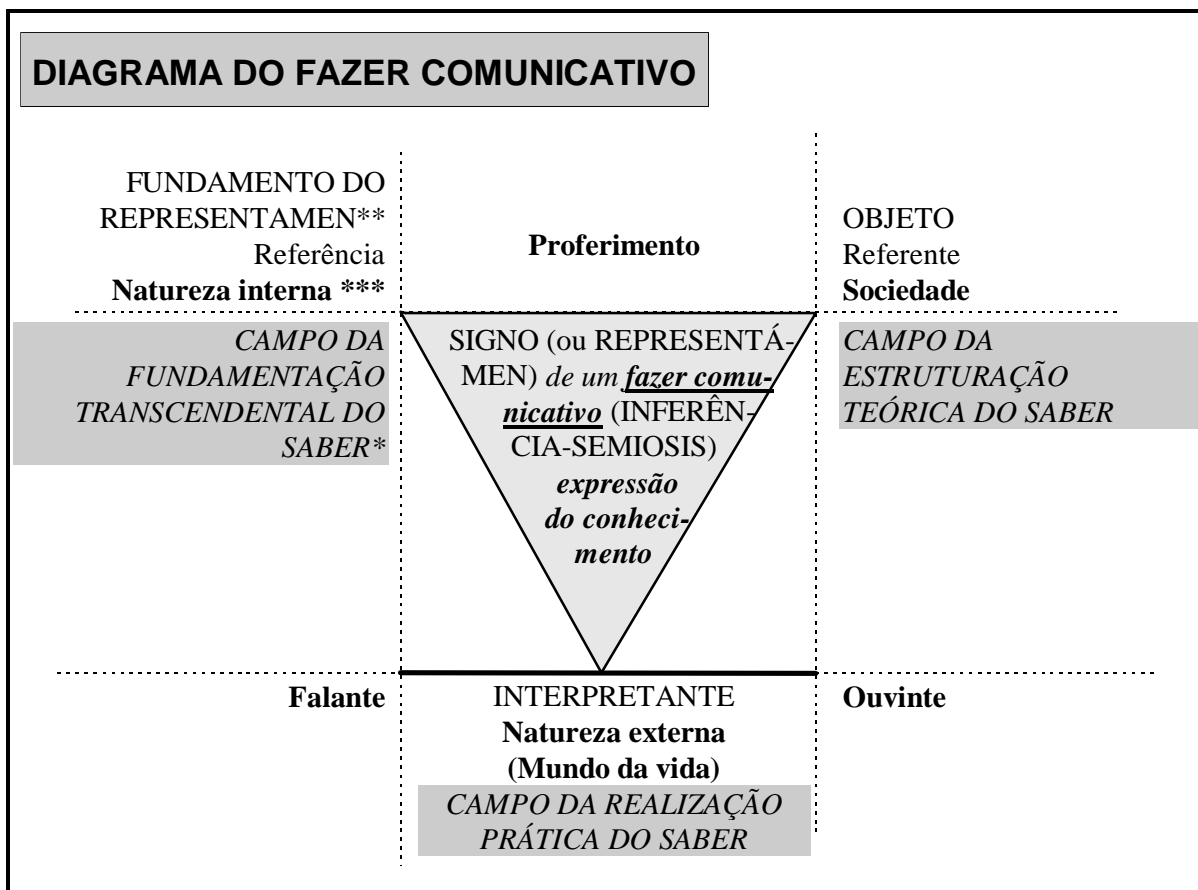 DIAGRAMA DO FAZER COMUNICATIVO
FUNDAMENTO DO
REPRESENTAMEN**
Referência
Natureza interna ***
Proferimento
OBJETO
Referente
Sociedade
CAMPO DA
FUNDAMENTAÇÃO
TRANSCENDENTAL DO
SABER*
SIGNO (ou REPRESENTÁ-
MEN) de um fazer comu-
nicativo (INFERÊN-
CIA-SEMIOSIS)
expressão
do conheci-
mento
CAMPO DA
ESTRUTURAÇÃO
TEÓRICA DO SABER
Falante
INTERPRETANTE
Natureza externa
(Mundo da vida)
CAMPO DA REALIZAÇÃO
PRÁTICA DO SABER
Ouvinte